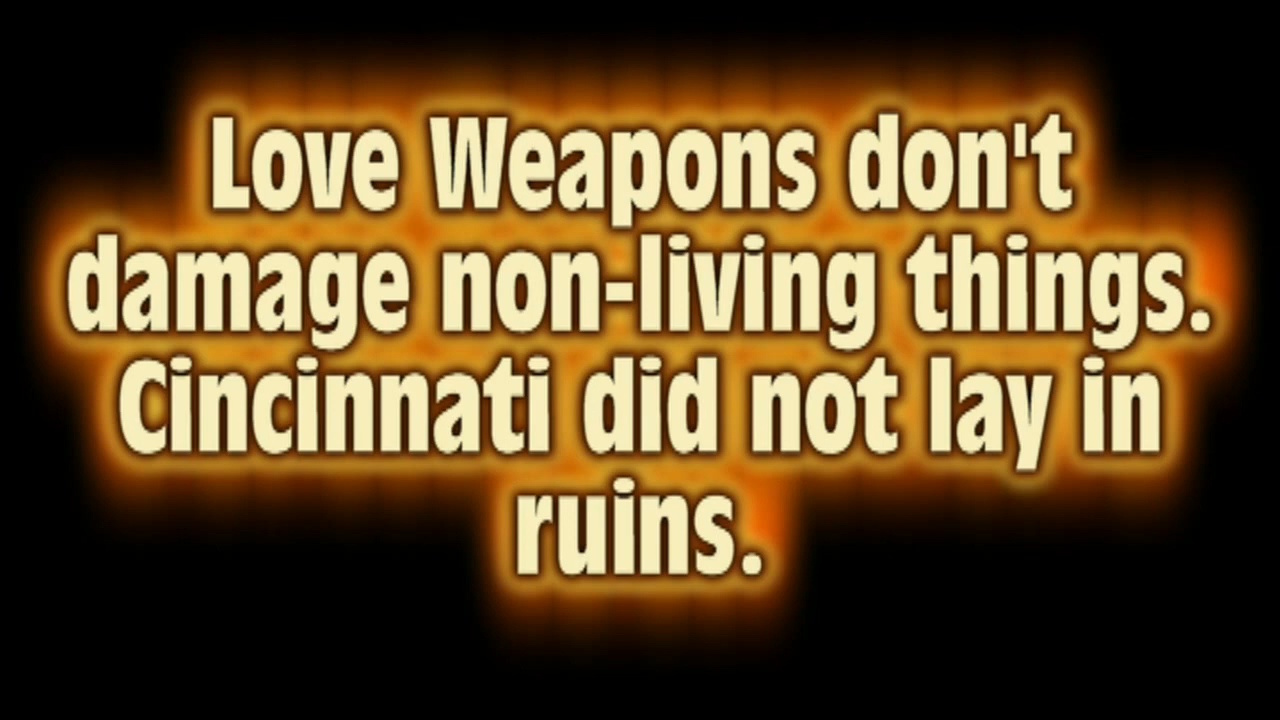 Love Weapons don't
damage non-living things.
Cincinnati did not lay in
ruins.